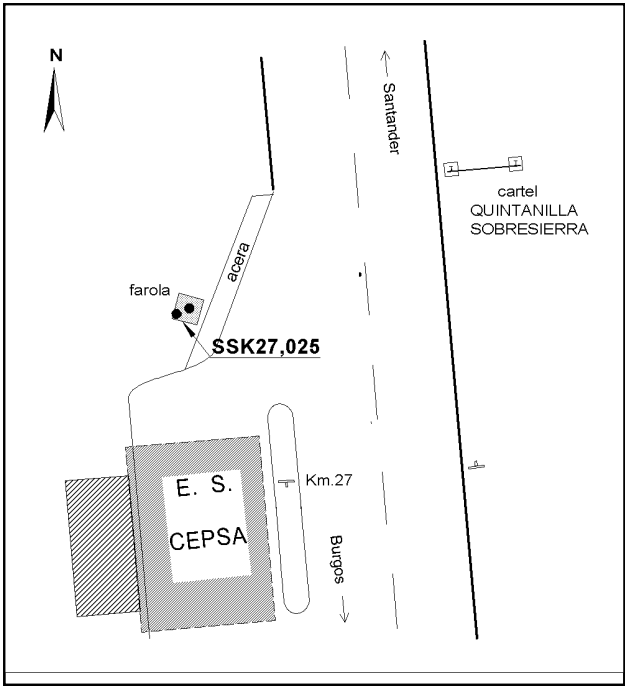 N
Santander
cartel
QUINTANILLA
SOBRESIERRA
acera
farola
SSK27,025
E. S.
CEPSA
Km.27
Burgos